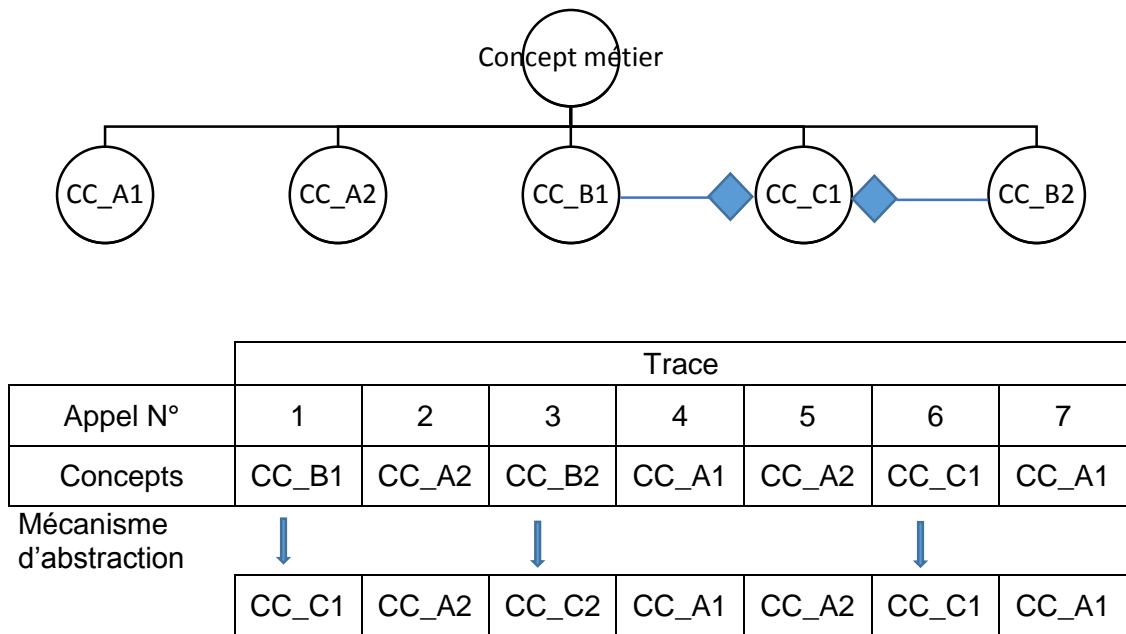 Concept métier
CC_A1 CC_A2 CC_B1 CC_C1 CC_B2
Trace
Appel N° 1 2 3 4 5 6 7
Concepts CC_B1 CC_A2 CC_B2 CC_A1 CC_A2 CC_C1 CC_A1
Mécanisme
d'abstraction
CC_C1 CC_A2 CC_C2 CC_A1 CC_A2 CC_C1 CC_A1